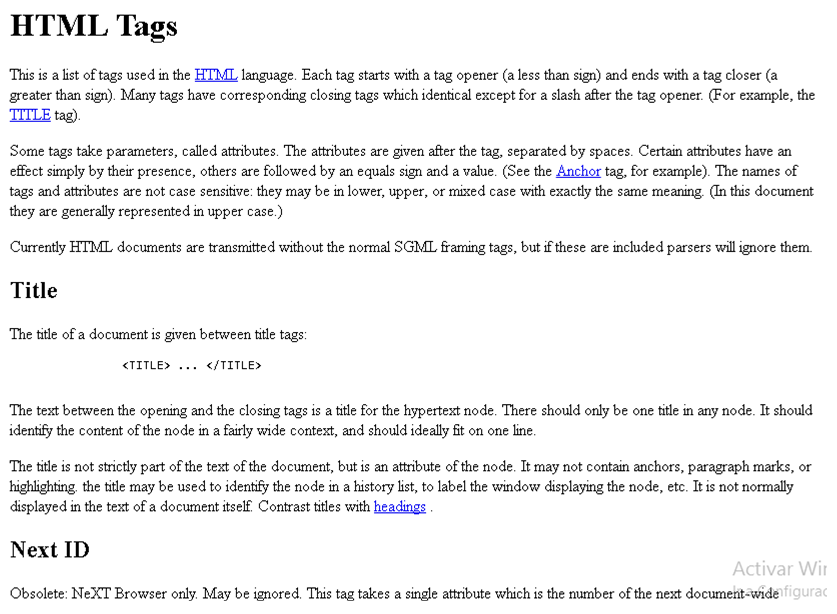 HTML Tags
This is a list of tags used in the HTML language. Each tag starts with a tag opener (a less than sign) and ends with a tag closer (a
greater than sign). Many tags have corresponding closing tags which identical except for a slash after the tag opener. (For example, the
TITLE tag).
Some tags take parameters, called attributes. The attributes are given after the tag, separated by spaces. Certain attributes have an
effect simply by their presence, others are followed by an equals sign and a value. (See the Anchor tag, for example). The names of
tags and attributes are not case sensitive: they may be in lower, upper, or mixed case with exactly the same meaning. (In this document
they are generally represented in upper case.)
Currently HTML documents are transmitted without the normal SGML framing tags, but if these are included parsers will ignore them.
Title
The title of a document is given between title tags:
<TITLE> ... </TITLE>
The text between the opening and the closing tags is a title for the hypertext node. There should only be one title in any node. It should
identify the content of the node in a fairly wide context, and should ideally fit on one line.
The title is not strictly part of the text of the document, but is an attribute of the node. It may not contain anchors, paragraph marks, or
highlighting. the title may be used to identify the node in a history list, to label the window displaying the node, etc. It is not normally
displayed in the text of a document itself. Contrast titles with headings .
Next ID
Activar Win
Obsolete: NeXT Browser only. May be ignored. This tag takes a single attribute which is the number of the next document-wide